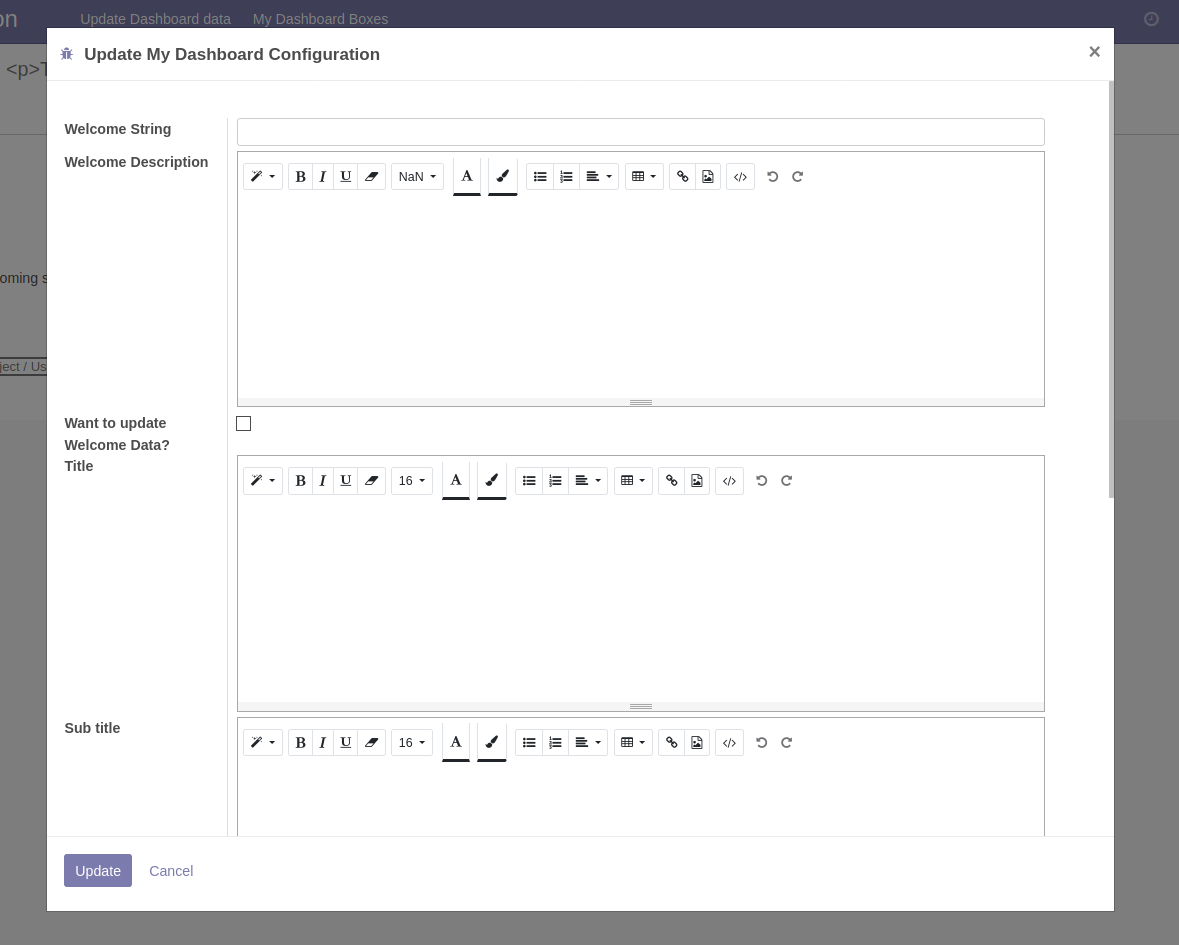 on Update Dashboard data My Dashboard Boxes
Update My Dashboard Configuration ×
<p>T
Welcome String
Welcome Description
B I U NaN A A </>
oming s
ject / Us
Want to update
Welcome Data?
Title
B I U 16 A </>
Sub title
B I U 16 A </>
Update Cancel